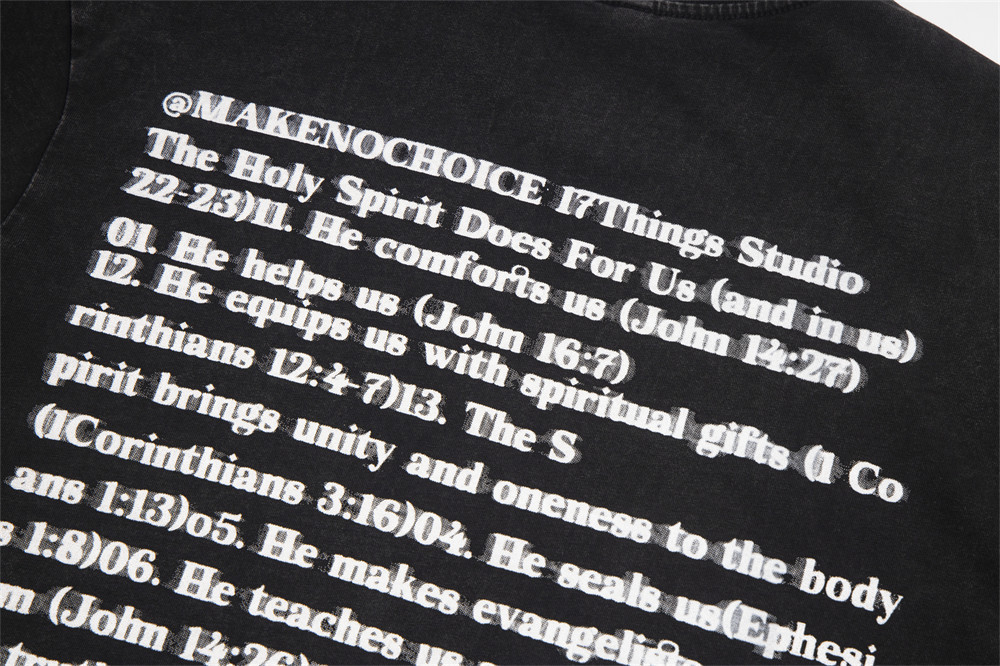 @MAKENOCHOICE 17Things Studio
The Holy Spirit Does For Us (and in us)
22-23)11. He comforts us (John 14:27)
01. He helps us (John 16:7)
12. He equips us with spiritual gifts (1 Co
rinthians 12:4-7)13. The S
pirit brings unity and oneness to the body
(1Corinthians 3:16)04. He seals us(Ephesi
ans 1:13)o5. He makes
s 1:8)06. He teaches us
m (John 14:26)